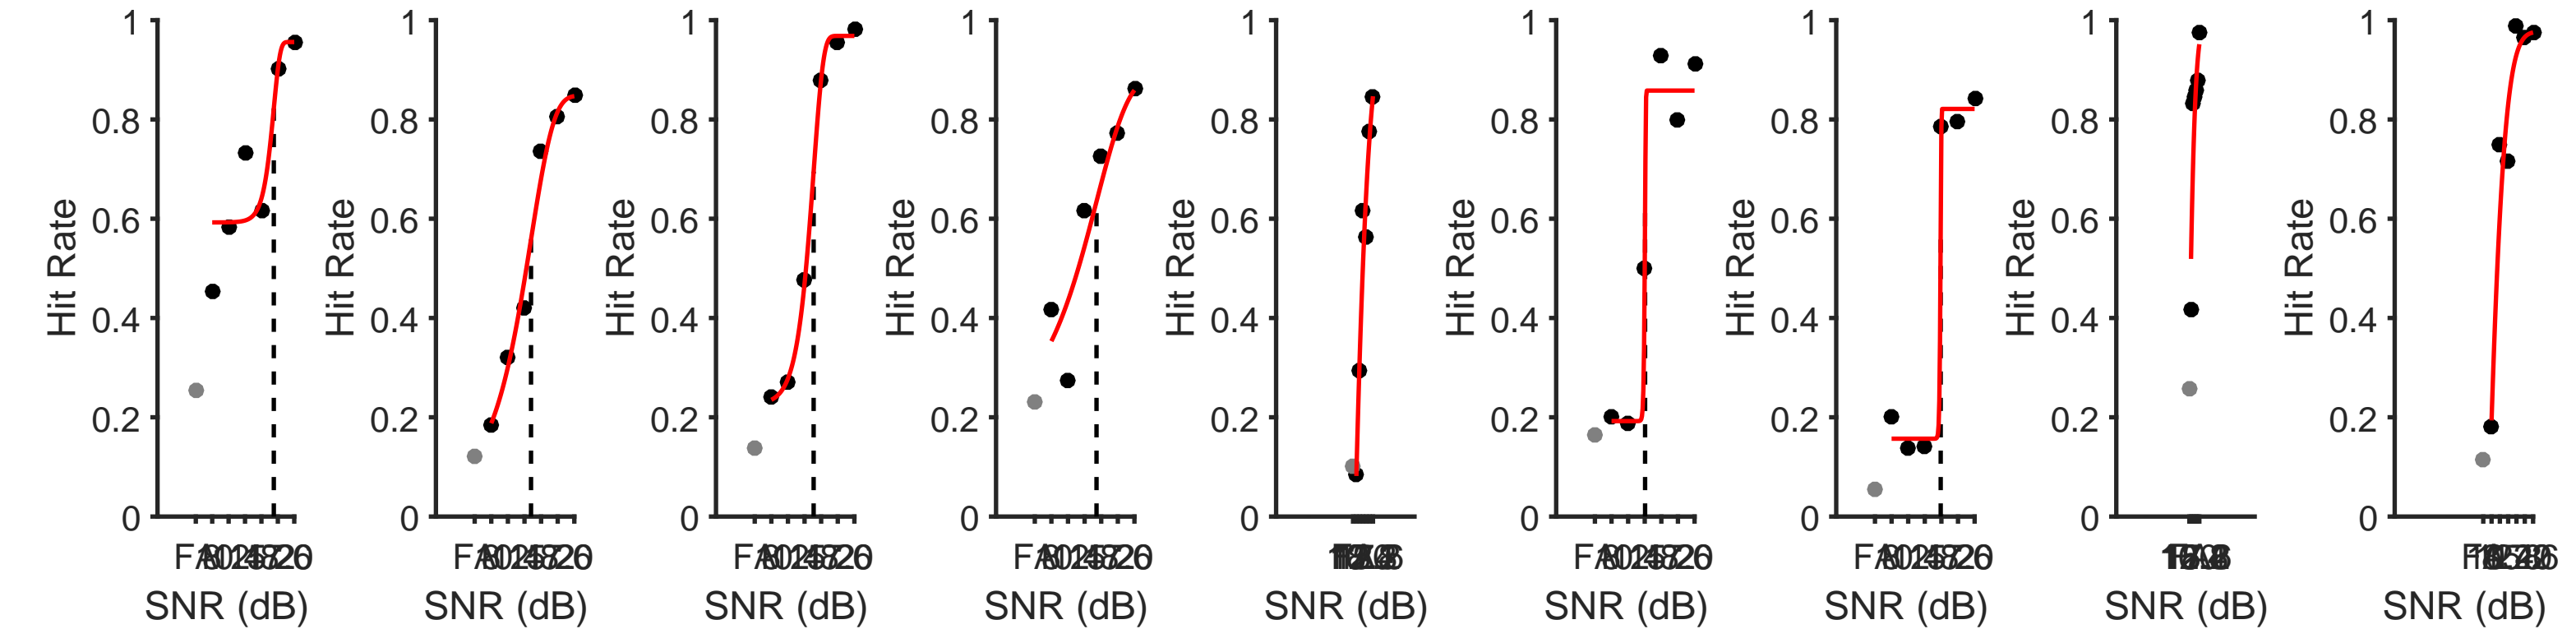 1 1 1 1 1 1 1 1 1
0.8 0.8 0.8 0.8 0.8 0.8 0.8 0.8 0.8
0.6 0.6 0.6 0.6 0.6 0.6 0.6 0.6 0.6
0.4 0.4 0.4 0.4 0.4 0.4 0.4 0.4 0.4
0.2 0.2 0.2 0.2 0.2 0.2 0.2 0.2 0.2
0 0 0 0 0 0 0 0 0
Hit Rate Hit Rate Hit Rate Hit Rate Hit Rate Hit Rate Hit Rate Hit Rate Hit Rate
SNR (dB) SNR (dB) SNR (dB) SNR (dB) SNR (dB) SNR (dB) SNR (dB) SNR (dB) SNR (dB)